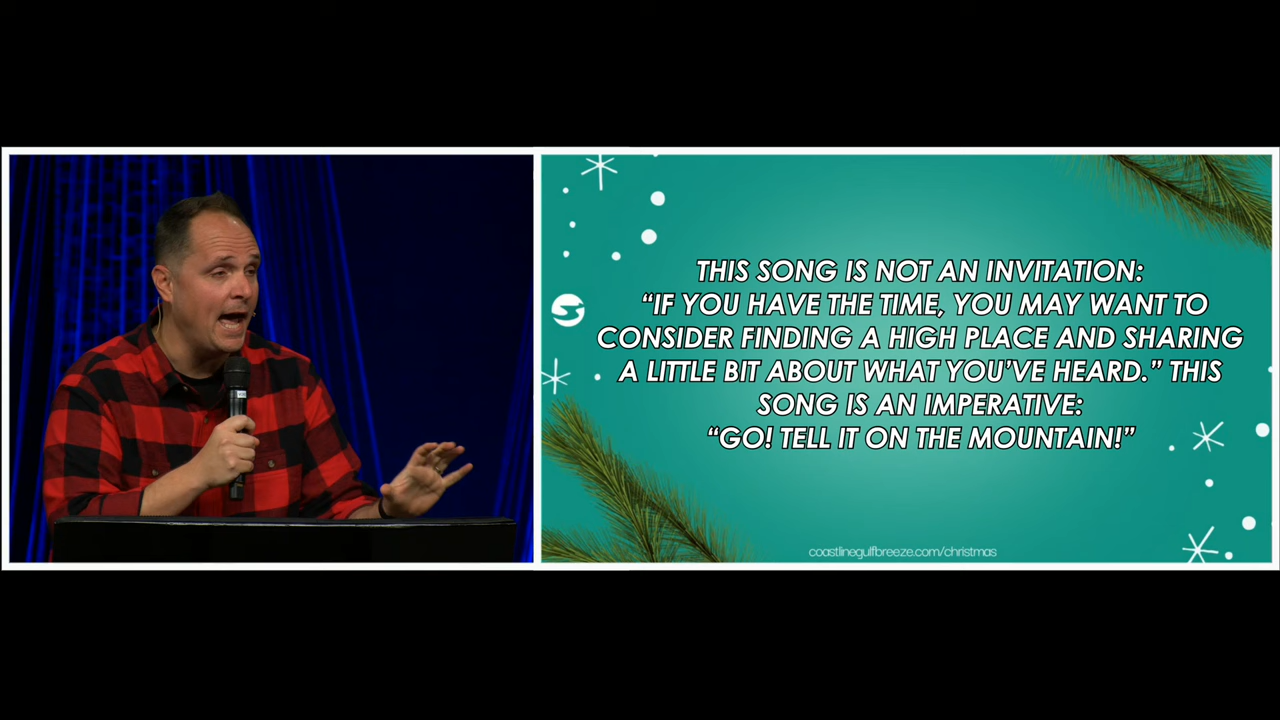 THIS SONG IS NOT AN INVITATION:
“IF YOU HAVE THE TIME, YOU MAY WANT TO
CONSIDER FINDING A HIGH PLACE AND SHARING
A LITTLE BIT ABOUT WHAT YOU'VE HEARD.” THIS
SONG IS AN IMPERATIVE:
“GO! TELL IT ON THE MOUNTAIN!”
coastlinegulfbreeze.com/christmas